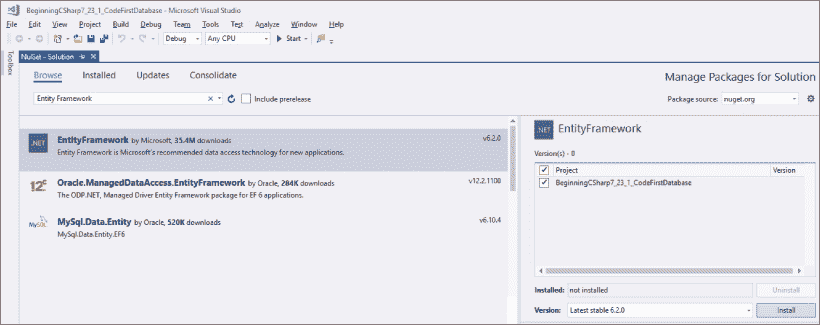 BeginningCSharp7_23_1_CodeFirstDatabase - Microsoft Visual Studio
File Edit View Project Build Debug Team Tools Test Analyze Window Help
Debug Any CPU Start
Toolbox
NuGet - Solution
Browse Installed Updates Consolidate
Manage Packages for Solution
Entity Framework
Include prerelease
Package source: nuget.org
.NET
EntityFramework by Microsoft, 35.4M downloads
v6.2.0
Entity Framework is Microsoft's recommended data access technology for new applications.
12c
Oracle.ManagedDataAccess.EntityFramework by Oracle, 284K downloads
v12.2.1100
The ODP.NET, Managed Driver Entity Framework package for EF 6 applications.
MySQL
MySql.Data.Entity by Oracle, 520K downloads
v6.10.4
MySql.Data.Entity.EF6
.NET
EntityFramework
Version(s) - 0
Project Version
BeginningCSharp7_23_1_CodeFirstDatabase
Installed: not installed
Uninstall
Version: Latest stable 6.2.0
Install